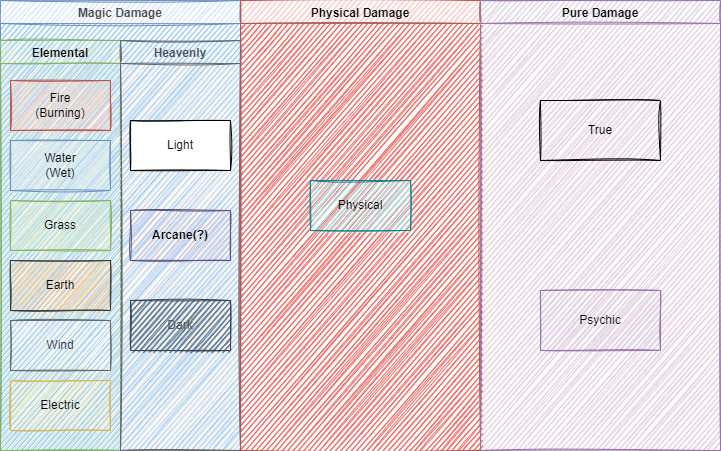 Magic Damage
Physical Damage
Pure Damage
Elemental
Heavenly
Fire
(Burning)
Water
(Wet)
Grass
Earth
Wind
Electric
Light
Arcane(?)
Dark
Physical
True
Psychic